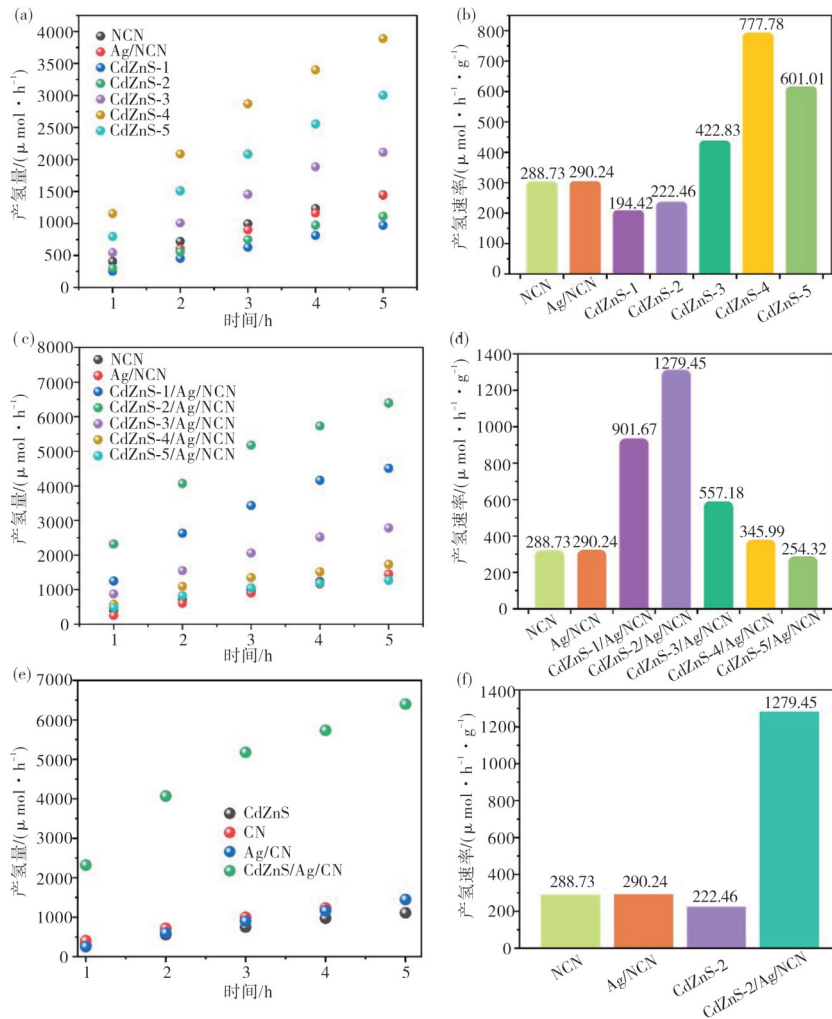 (a)
4000
3500
3000
2500
2000
1500
1000
500
0
产氢量/(μ mol·h⁻¹)
NCN
Ag/NCN
CdZnS-1
CdZnS-2
CdZnS-3
CdZnS-4
CdZnS-5
1 2 3 4 5
时间/h
(b)
800
700
600
500
400
300
200
100
0
产氢速率/(μ mol·h⁻¹·g⁻¹)
288.73
290.24
194.42
222.46
422.83
777.78
601.01
NCN
Ag/NCN
CdZnS-1
CdZnS-2
CdZnS-3
CdZnS-4
CdZnS-5
(c)
8000
7000
6000
5000
4000
3000
2000
1000
0
产氢量/(μ mol·h⁻¹)
NCN
Ag/NCN
CdZnS-1/Ag/NCN
CdZnS-2/Ag/NCN
CdZnS-3/Ag/NCN
CdZnS-4/Ag/NCN
CdZnS-5/Ag/NCN
1 2 3 4 5
时间/h
(d)
1400
1200
1000
800
600
400
200
0
产氢速率/(μ mol·h⁻¹·g⁻¹)
288.73
290.24
901.67
1279.45
557.18
345.99
254.32
NCN
Ag/NCN
CdZnS-1/Ag/NCN
CdZnS-2/Ag/NCN
CdZnS-3/Ag/NCN
CdZnS-4/Ag/NCN
CdZnS-5/Ag/NCN
(e)
7000
6000
5000
4000
3000
2000
1000
0
产氢量/(μ mol·h⁻¹)
CdZnS
CN
Ag/CN
CdZnS/Ag/CN
1 2 3 4 5
时间/h
(f)
1400
1200
1000
800
600
400
200
0
产氢速率/(μ mol·h⁻¹·g⁻¹)
288.73
290.24
222.46
1279.45
NCN
Ag/NCN
CdZnS-2
CdZnS-2/Ag/NCN